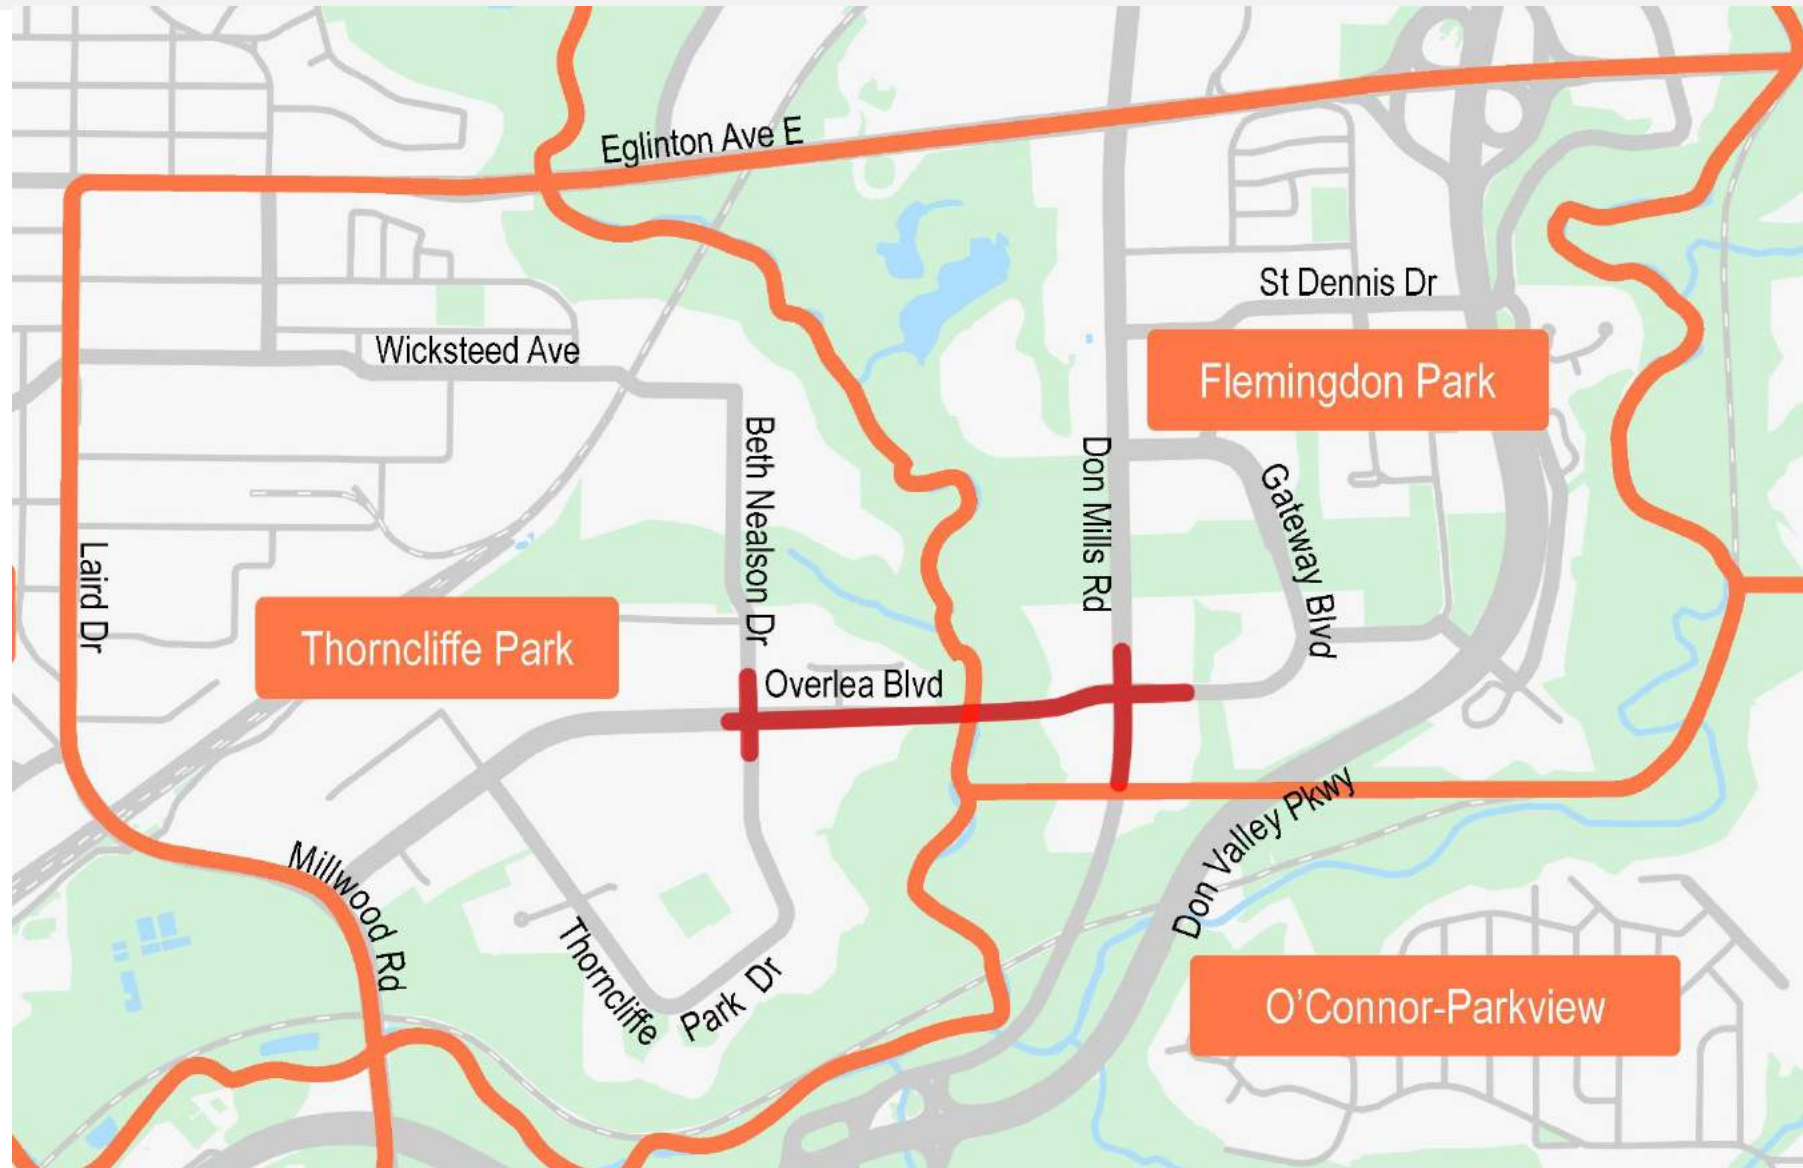 Eglinton Ave E
St Dennis Dr
Wicksteed Ave
Flemingdon Park
Beth Nealson Dr
Don Mills Rd
Gateway Blvd
Laird Dr
Thorncliffe Park
Overlea Blvd
Don Valley Pkwy
Millwood Rd
Thorncliffe Park Dr
O'Connor-Parkview